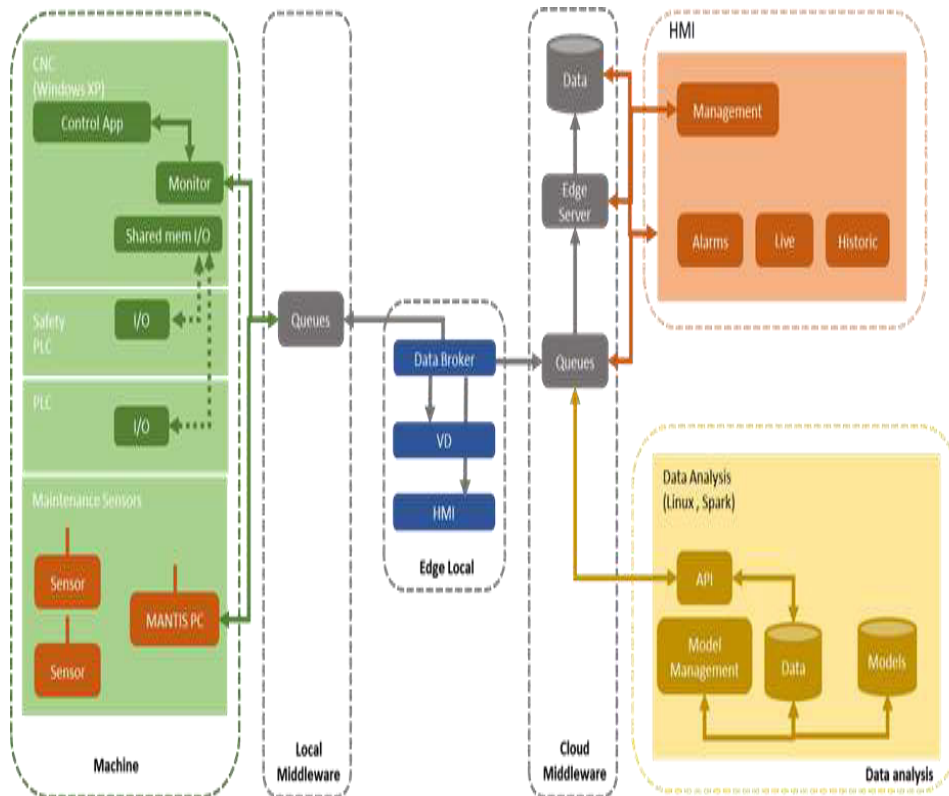 CNC
(Windows XP)
Control App
Monitor
Shared mem I/O
Safety
PLC
I/O
PLC
I/O
Maintenance Sensors
Sensor
MANTIS PC
Sensor
Machine
Queues
Local
Middleware
Data Broker
VD
HMI
Edge Local
Data
Edge
Server
Queues
Cloud
Middleware
HMI
Management
Alarms
Live
Historic
Data Analysis
(Linux , Spark)
API
Model
Management
Data
Models
Data analysis